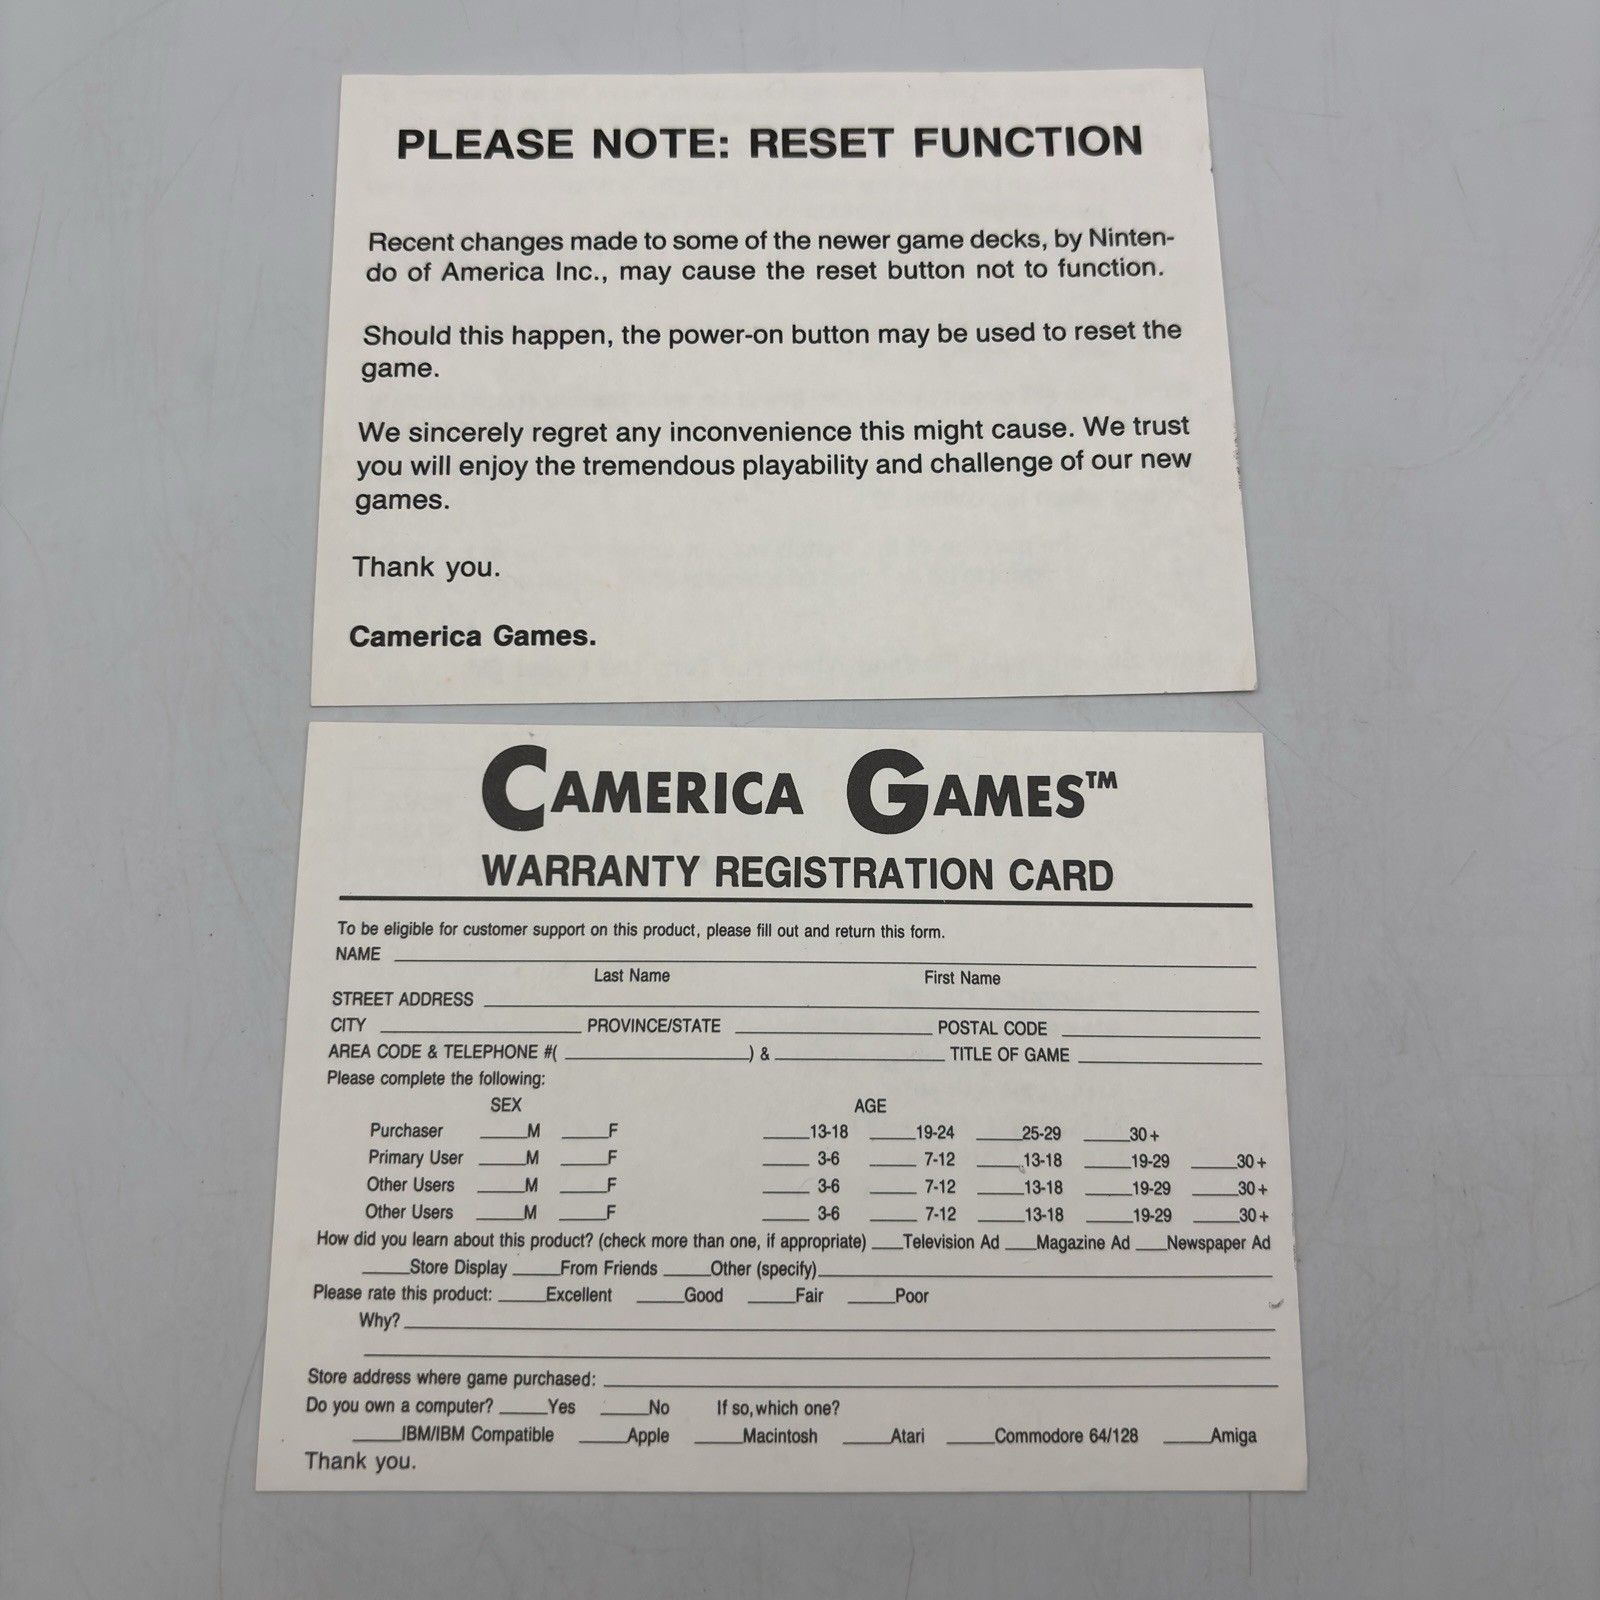 PLEASE NOTE: RESET FUNCTION
Recent changes made to some of the newer game decks, by Ninten-
do of America Inc., may cause the reset button not to function.
Should this happen, the power-on button may be used to reset the
game.
We sincerely regret any inconvenience this might cause. We trust
you will enjoy the tremendous playability and challenge of our new
games.
Thank you.
Camerica Games.
CAMERICA GAMES™
WARRANTY REGISTRATION CARD
To be eligible for customer support on this product, please fill out and return this form.
NAME
Last Name First Name
STREET ADDRESS
CITY PROVINCE/STATE POSTAL CODE
AREA CODE & TELEPHONE #( ) & TITLE OF GAME
Please complete the following:
SEX AGE
Purchaser M F 13-18 19-24 25-29 30+
Primary User M F 3-6 7-12 13-18 19-29 30+
Other Users M F 3-6 7-12 13-18 19-29 30+
Other Users M F 3-6 7-12 13-18 19-29 30+
How did you learn about this product? (check more than one, if appropriate) Television Ad Magazine Ad Newspaper Ad
Store Display From Friends Other (specify)
Please rate this product: Excellent Good Fair Poor
Why?
Store address where game purchased:
Do you own a computer? Yes No If so, which one?
IBM/IBM Compatible Apple Macintosh Atari Commodore 64/128 Amiga
Thank you.